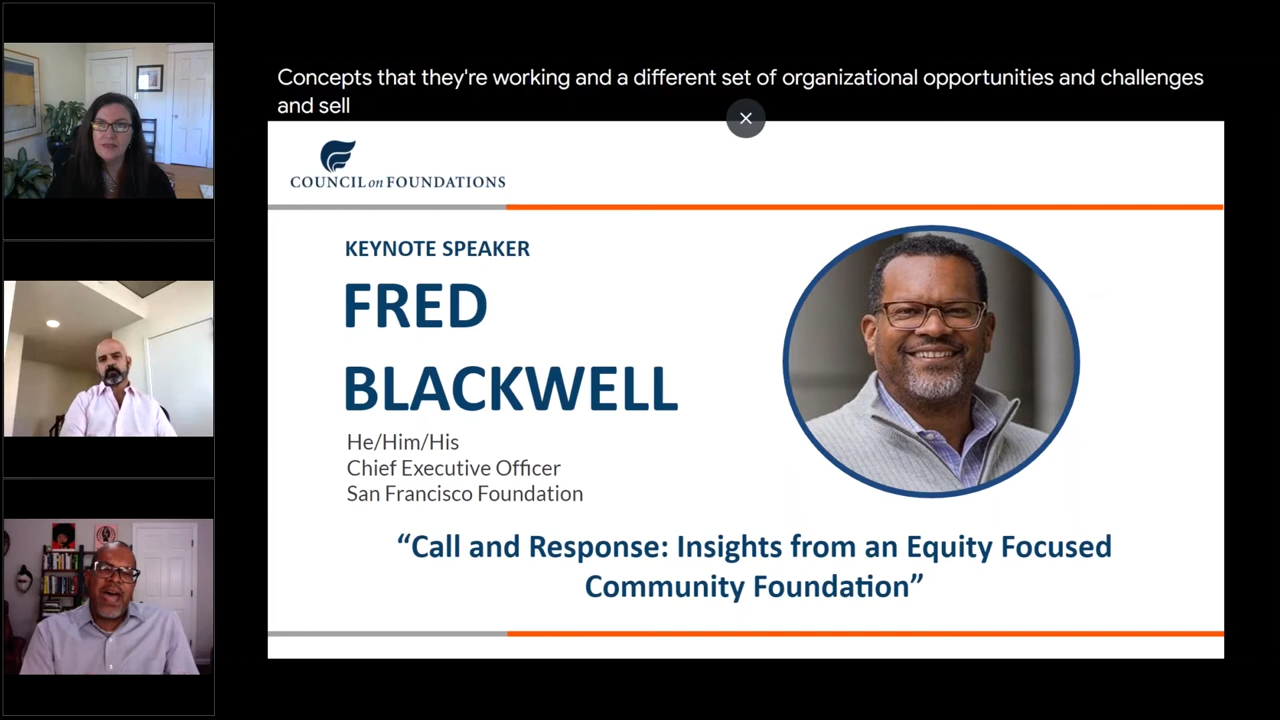 Concepts that they're working and a different set of organizational opportunities and challenges
and sell
COUNCIL on FOUNDATIONS
KEYNOTE SPEAKER
FRED
BLACKWELL
He/Him/His
Chief Executive Officer
San Francisco Foundation
“Call and Response: Insights from an Equity Focused
Community Foundation”